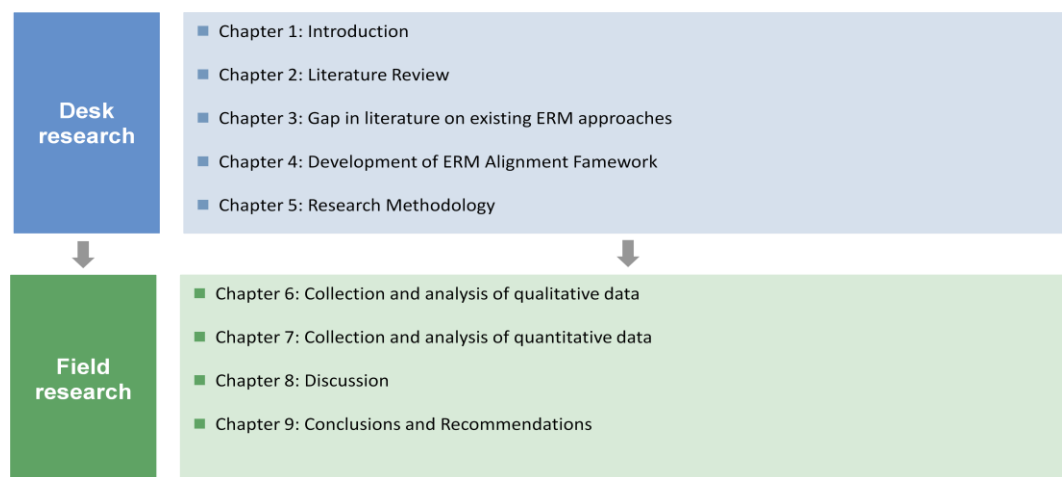 Desk
research
Chapter 1: Introduction
Chapter 2: Literature Review
Chapter 3: Gap in literature on existing ERM approaches
Chapter 4: Development of ERM Alignment Famework
Chapter 5: Research Methodology
Field
research
Chapter 6: Collection and analysis of qualitative data
Chapter 7: Collection and analysis of quantitative data
Chapter 8: Discussion
Chapter 9: Conclusions and Recommendations